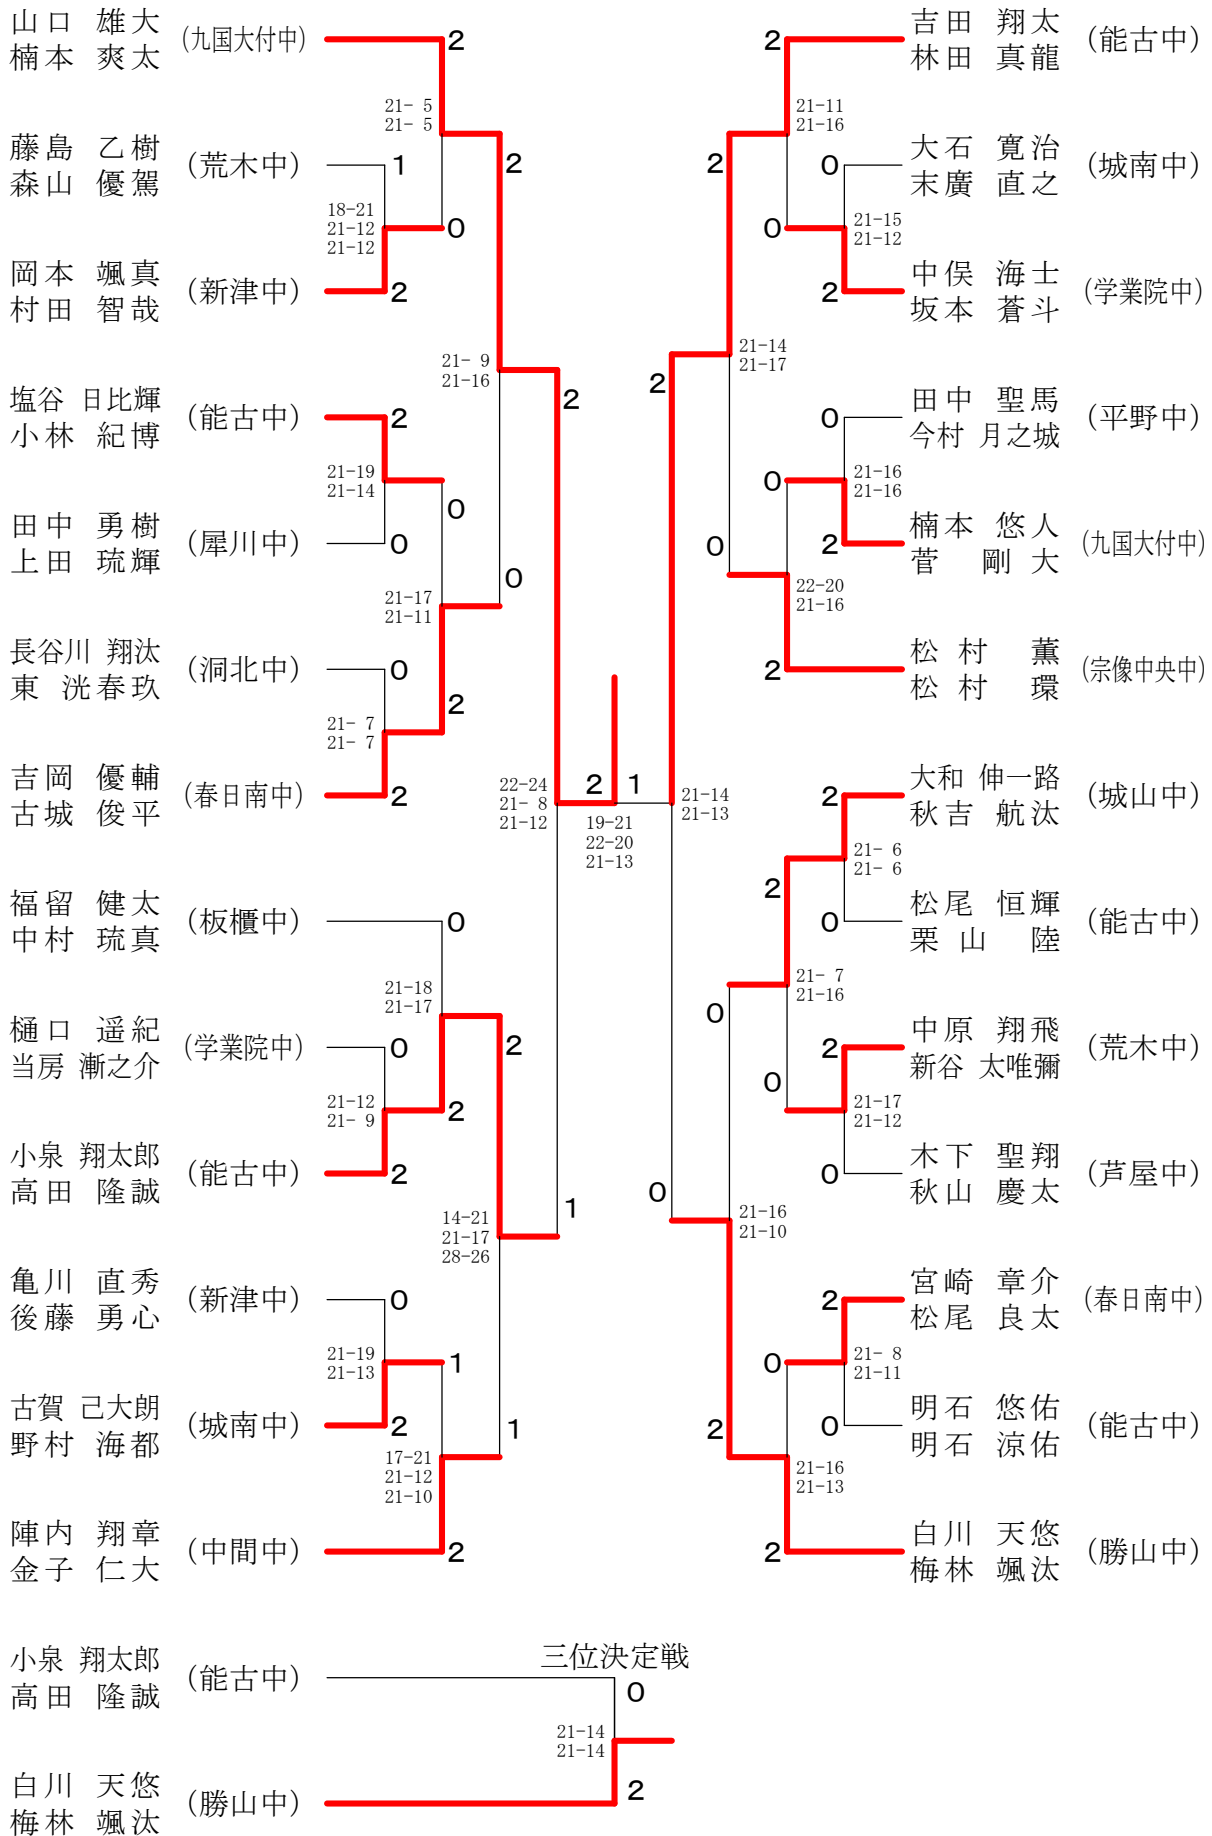 山口 雄大
楠本 爽太
(九国大付中)
2
21- 5
21- 5
藤島 乙樹
森山 優駕
(荒木中)
1
2
18-21
21-12
21-12
0
岡本 颯真
村田 智哉
(新津中)
2
21- 9
21-16
2
塩谷 日比輝
小林 紀博
(能古中)
2
21-19
21-14
0
田中 勇樹
上田 琉輝
(犀川中)
0
0
21-17
21-11
長谷川 翔汰
東 洸春玖
(洞北中)
0
2
21- 7
21- 7
吉岡 優輔
古城 俊平
(春日南中)
2
22-24
21- 8
21-12
2
1
19-21
22-20
21-13
福留 健太
中村 琉真
(板櫃中)
0
21-18
21-17
樋口 遥紀
当房 漸之介
(学業院中)
0
2
21-12
21- 9
2
小泉 翔太郎
高田 隆誠
(能古中)
2
1
14-21
21-17
28-26
亀川 直秀
後藤 勇心
(新津中)
0
21-19
21-13
1
古賀 己大朗
野村 海都
(城南中)
2
1
17-21
21-12
21-10
陣内 翔章
金子 仁大
(中間中)
2
吉田 翔太
林田 真龍
(能古中)
2
21-11
21-16
大石 寛治
末廣 直之
(城南中)
0
2
21-15
21-12
0
中俣 海士
坂本 蒼斗
(学業院中)
2
21-14
21-17
2
田中 聖馬
今村 月之城
(平野中)
0
21-16
21-16
0
楠本 悠人
菅 剛大
(九国大付中)
2
0
22-20
21-16
松村 薫
松村 環
(宗像中央中)
2
21-14
21-13
大和 伸一路
秋吉 航汰
(城山中)
2
21- 6
21- 6
2
松尾 恒輝
栗山 陸
(能古中)
0
21- 7
21-16
0
中原 翔飛
新谷 太唯彌
(荒木中)
2
0
21-17
21-12
木下 聖翔
秋山 慶太
(芦屋中)
0
0
21-16
21-10
宮崎 章介
松尾 良太
(春日南中)
2
21- 8
21-11
0
明石 悠佑
明石 涼佑
(能古中)
0
2
21-16
21-13
白川 天悠
梅林 颯汰
(勝山中)
2
三位決定戦
小泉 翔太郎
高田 隆誠
(能古中)
0
21-14
21-14
白川 天悠
梅林 颯汰
(勝山中)
2